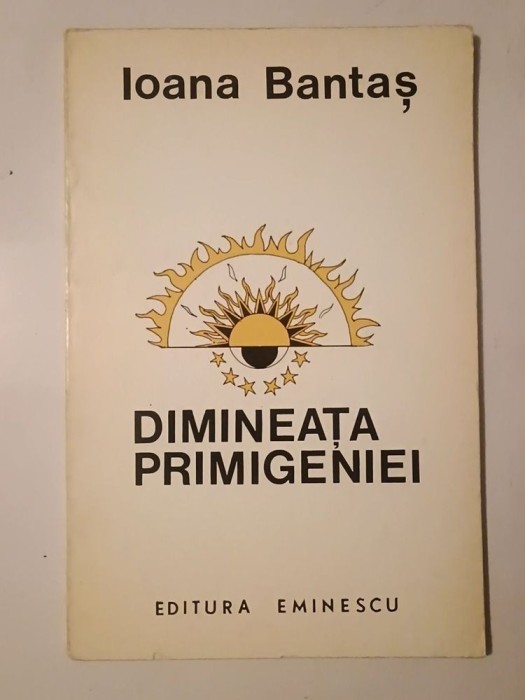 Ioana Bantaș
DIMINEAȚA
PRIMIGENIEI
EDITURA EMINESCU